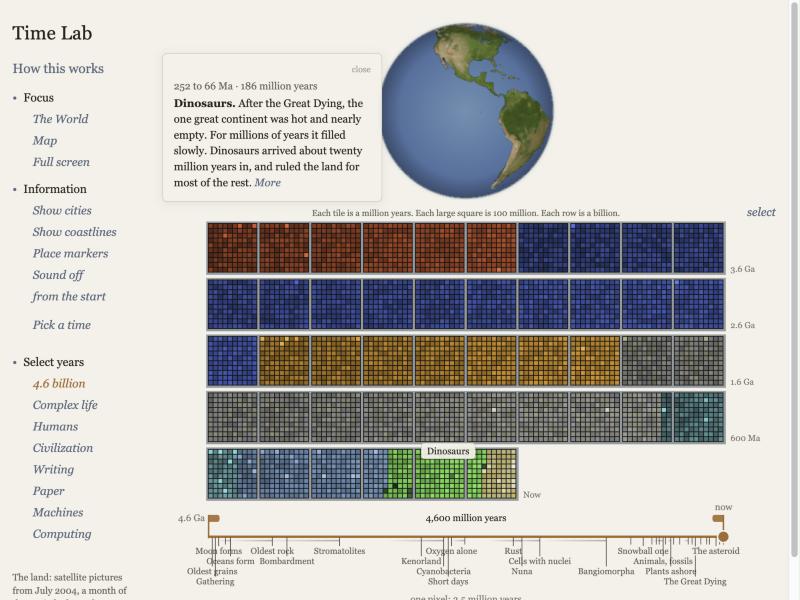 Time Lab
How this works
• Focus
The World
Map
Full screen
• Information
Show cities
Show coastlines
Place markers
Sound off
from the start
Pick a time
• Select years
4.6 billion
Complex life
Humans
Civilization
Writing
Paper
Machines
Computing
The land: satellite pictures
from July 2004, a month of
close
252 to 66 Ma · 186 million years
Dinosaurs. After the Great Dying, the
one great continent was hot and nearly
empty. For millions of years it filled
slowly. Dinosaurs arrived about twenty
million years in, and ruled the land for
most of the rest. More
Each tile is a million years. Each large square is 100 million. Each row is a billion.
select
3.6 Ga
2.6 Ga
1.6 Ga
600 Ma
Dinosaurs
Now
now
4.6 Ga
4,600 million years
Moon forms Oldest rock Stromatolites Oxygen alone Rust Snowball one The asteroid
Oceans form Bombardment Kenorland Cells with nuclei Animals, fossils
Oldest grains Cyanobacteria Nuna Bangiomorpha Plants ashore
Gathering Short days The Great Dying
one pixel: 3.5 million years